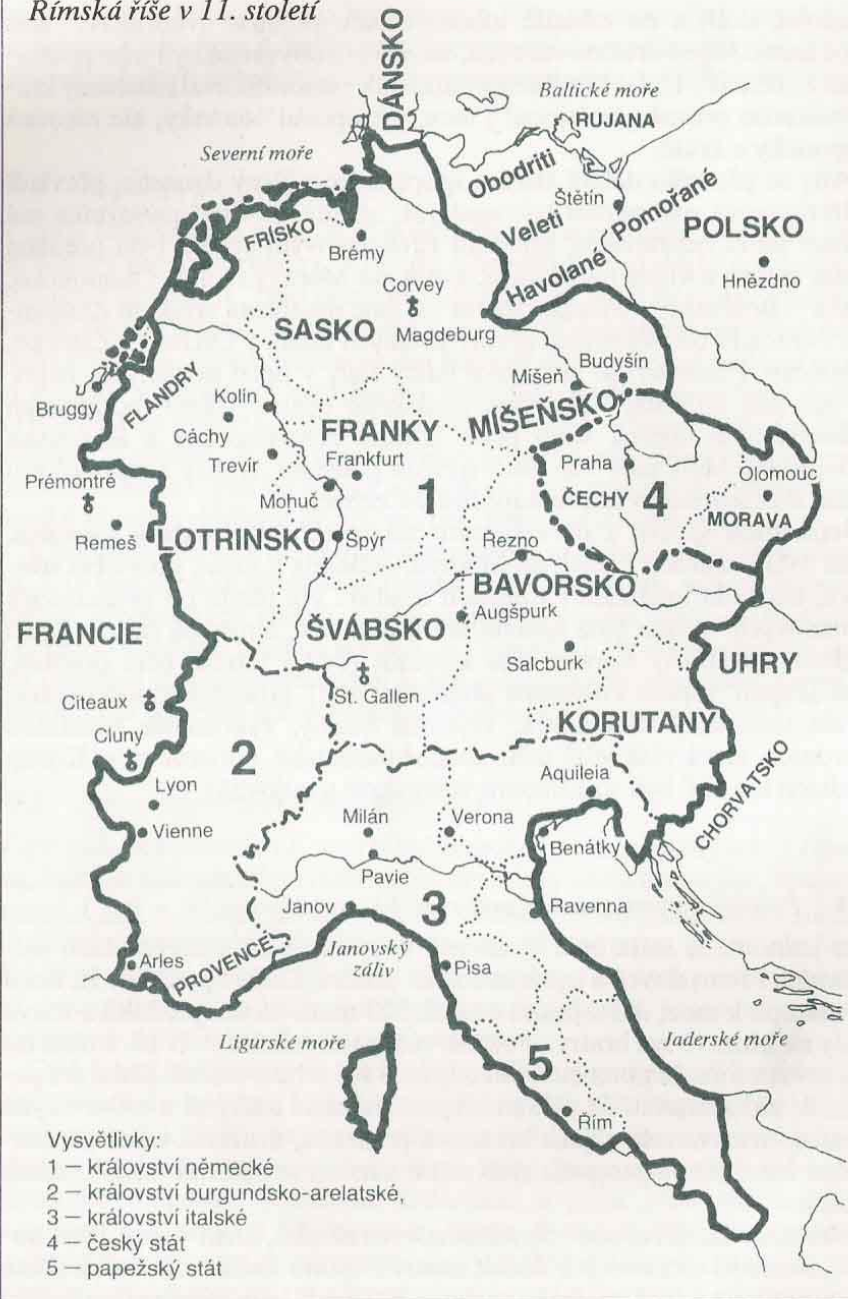 Římská říše v 11. století
DÁNSKO
Baltické moře
RUJANA
Severní moře
Obodriti
Štětín
Veleti
Pomořané
POLSKO
FRÍSKO
Brémy
Havolané
Hnězdno
Corvey
SASKO
Magdeburg
Míšeň
Budyšín
Bruggy
FLANDRY
Kolín
MÍŠEŇSKO
Cáchy
FRANKY
Trevír
Frankfurt
Praha
Olomouc
Prémontré
Mohuč
1
ČECHY
4
MORAVA
Remeš
LOTRINSKO
Špýr
Řezno
BAVORSKO
FRANCIE
ŠVÁBSKO
Augšpurk
Salcburk
UHRY
Citeaux
St. Gallen
KORUTANY
Cluny
2
CHORVATSKO
Lyon
Aquileia
Vienne
Milán
Verona
Benátky
Pavie
Janov
3
Ravenna
Arles
PROVENCE
Janovský
záliv
Pisa
Ligurské moře
Jaderské moře
5
Řím
Vysvětlivky:
1 – království německé
2 – království burgundsko-arelatské,
3 – království italské
4 – český stát
5 – papežský stát